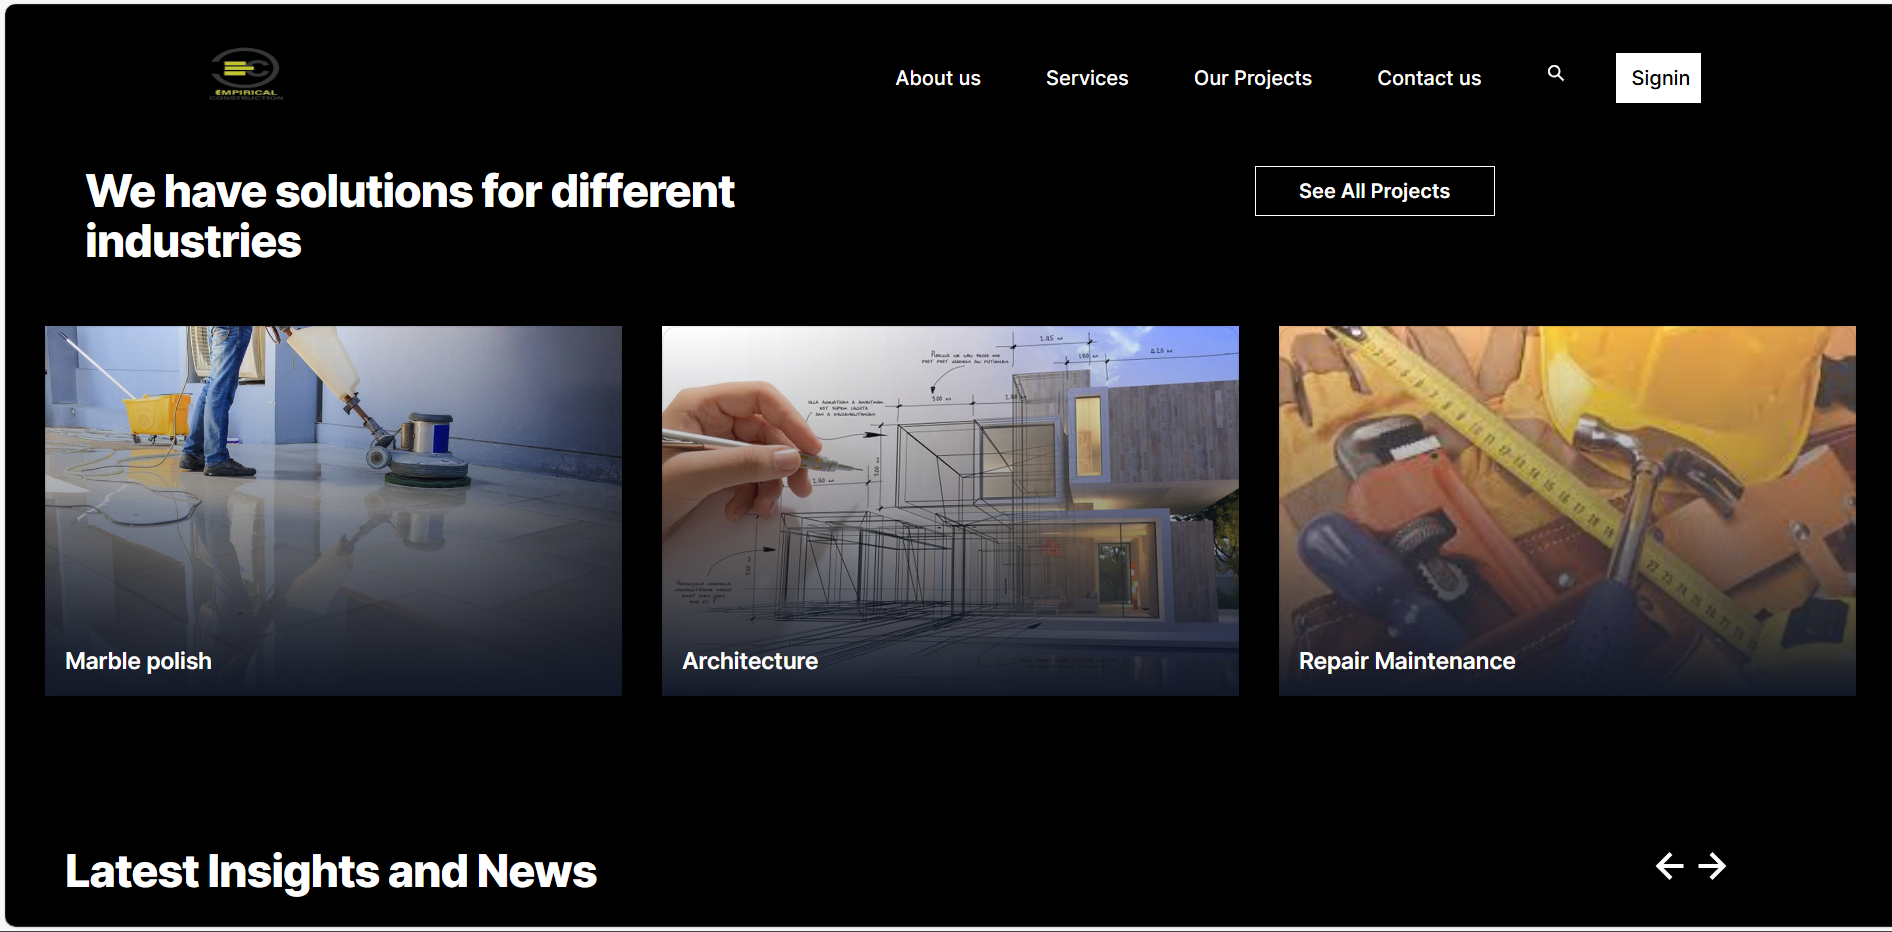 EMPIRICAL
CONSTRUCTION
About us
Services
Our Projects
Contact us
Signin
We have solutions for different
industries
See All Projects
Marble polish
Architecture
Repair Maintenance
Latest Insights and News